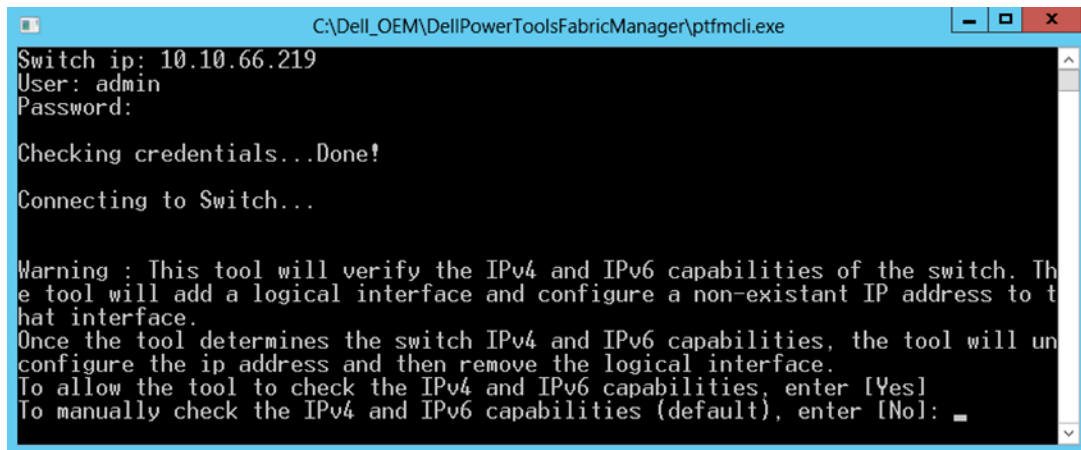 C:\Dell_OEM\DellPowerToolsFabricManager\ptfmcli.exe
Switch ip: 10.10.66.219
User: admin
Password:
Checking credentials...Done!
Connecting to Switch...
Warning : This tool will verify the IPv4 and IPv6 capabilities of the switch. Th
e tool will add a logical interface and configure a non-existant IP address to t
hat interface.
Once the tool determines the switch IPv4 and IPv6 capabilities, the tool will un
configure the ip address and then remove the logical interface.
To allow the tool to check the IPv4 and IPv6 capabilities, enter [Yes]
To manually check the IPv4 and IPv6 capabilities (default), enter [No]: _